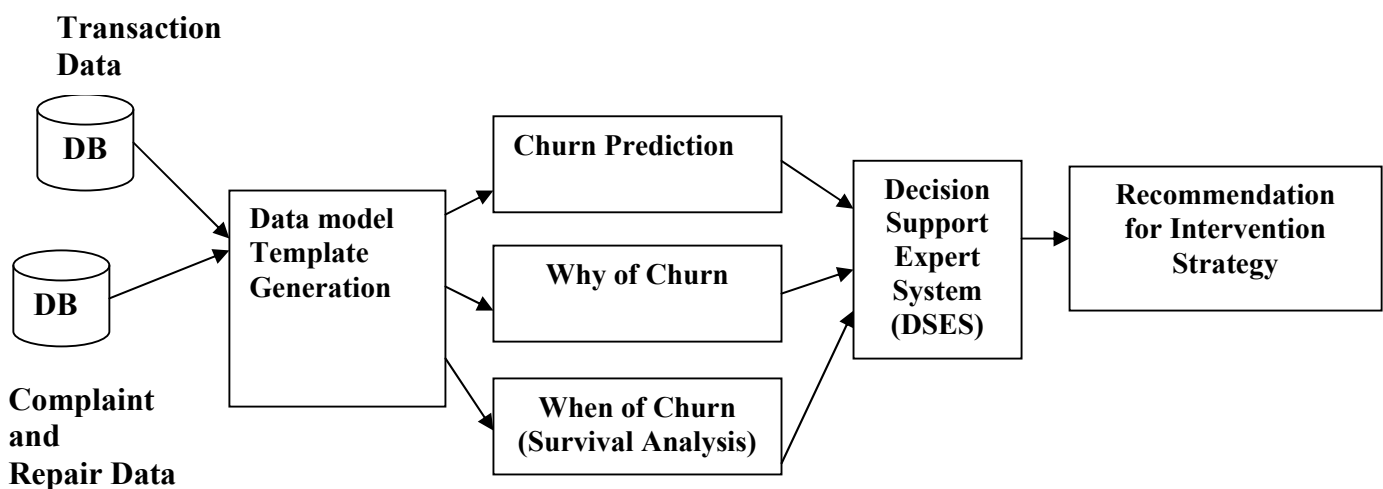 Transaction
Data
DB
DB
Complaint
and
Repair Data
Data model
Template
Generation
Churn Prediction
Why of Churn
When of Churn
(Survival Analysis)
Decision
Support
Expert
System
(DSES)
Recommendation
for Intervention
Strategy